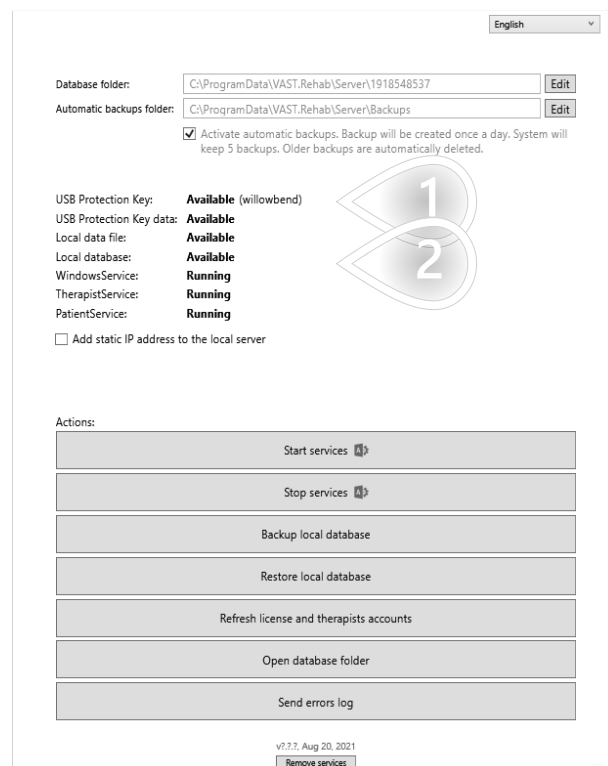 English
Database folder: C:\ProgramData\VAST.Rehab\Server\1918548537 Edit
Automatic backups folder: C:\ProgramData\VAST.Rehab\Server\Backups Edit
Activate automatic backups. Backup will be created once a day. System will
keep 5 backups. Older backups are automatically deleted.
USB Protection Key: Available (willowbend)
1
USB Protection Key data: Available
Local data file: Available
Local database: Available
2
WindowsService: Running
TherapistService: Running
PatientService: Running
Add static IP address to the local server
Actions:
Start services
Stop services
Backup local database
Restore local database
Refresh license and therapists accounts
Open database folder
Send errors log
v?.?.?, Aug 20, 2021
Remove services